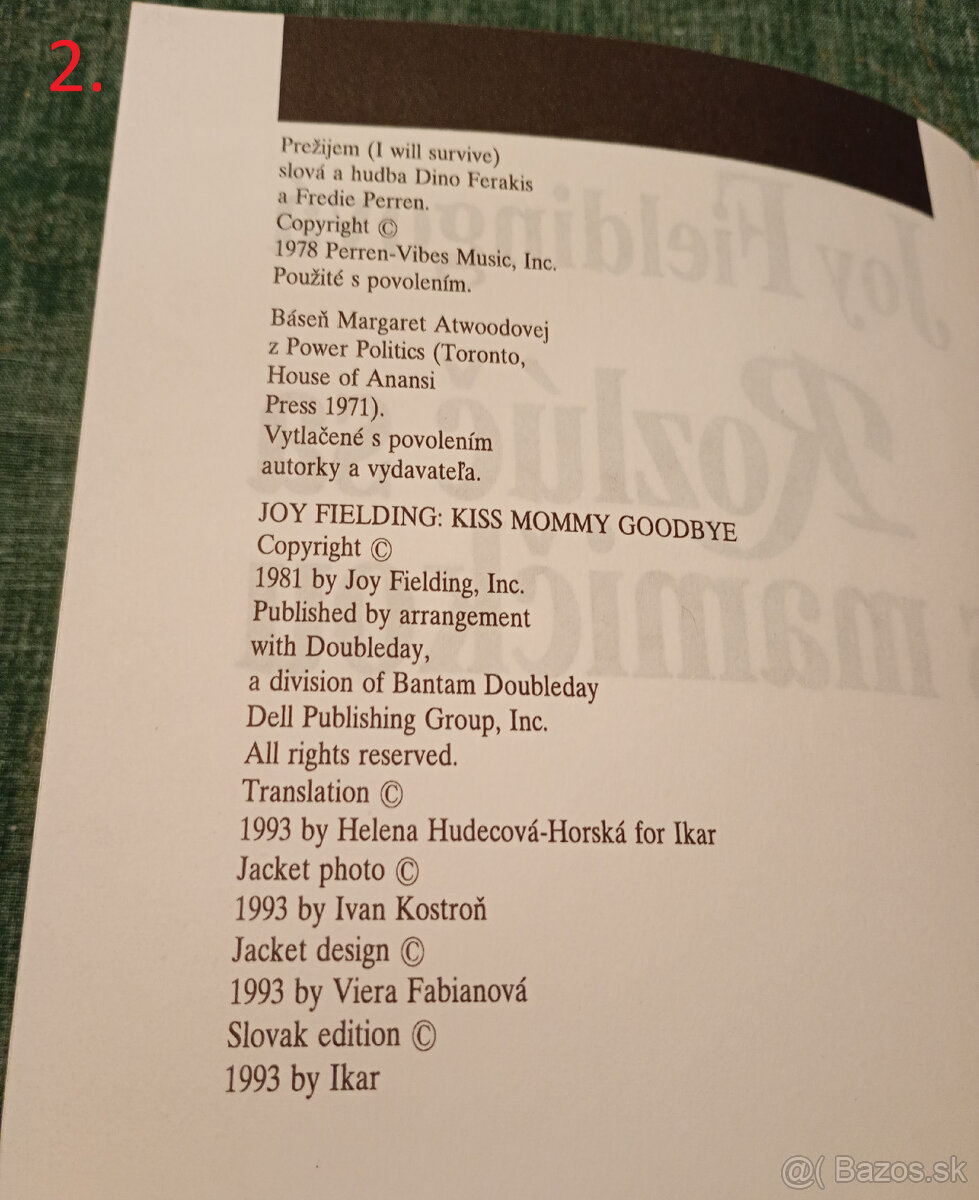 2.
Prežijem (I will survive)
slová a hudba Dino Ferakis
a Fredie Perren.
Copyright ©
1978 Perren-Vibes Music, Inc.
Použité s povolením.
Báseň Margaret Atwoodovej
z Power Politics (Toronto,
House of Anansi
Press 1971).
Vytlačené s povolením
autorky a vydavateľa.
JOY FIELDING: KISS MOMMY GOODBYE
Copyright ©
1981 by Joy Fielding, Inc.
Published by arrangement
with Doubleday,
a division of Bantam Doubleday
Dell Publishing Group, Inc.
All rights reserved.
Translation ©
1993 by Helena Hudecová-Horská for Ikar
Jacket photo ©
1993 by Ivan Kostroň
Jacket design ©
1993 by Viera Fabianová
Slovak edition ©
1993 by Ikar
Joy Fielding
Rozlúč sa
@( Bazos.sk